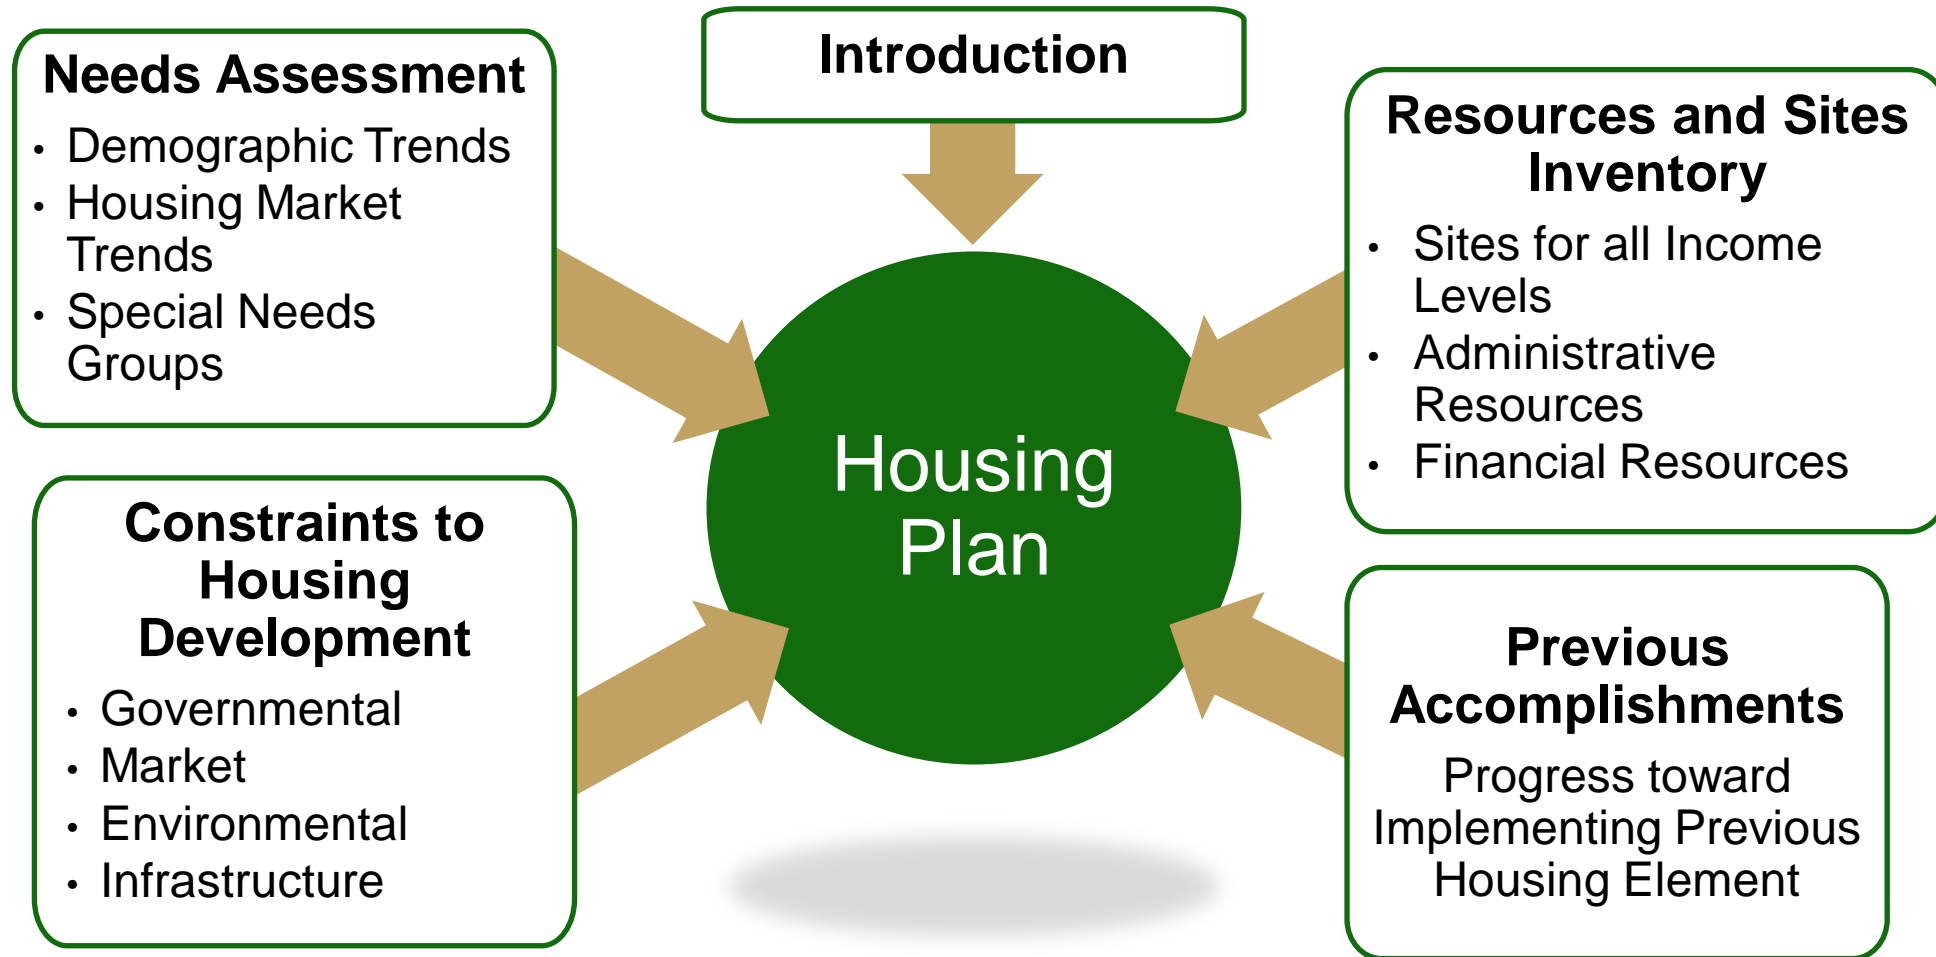 Introduction
Needs Assessment
• Demographic Trends
• Housing Market
Trends
• Special Needs
Groups
Resources and Sites
Inventory
• Sites for all Income
Levels
• Administrative
Resources
• Financial Resources
Housing
Plan
Constraints to
Housing
Development
• Governmental
• Market
• Environmental
• Infrastructure
Previous
Accomplishments
Progress toward
Implementing Previous
Housing Element